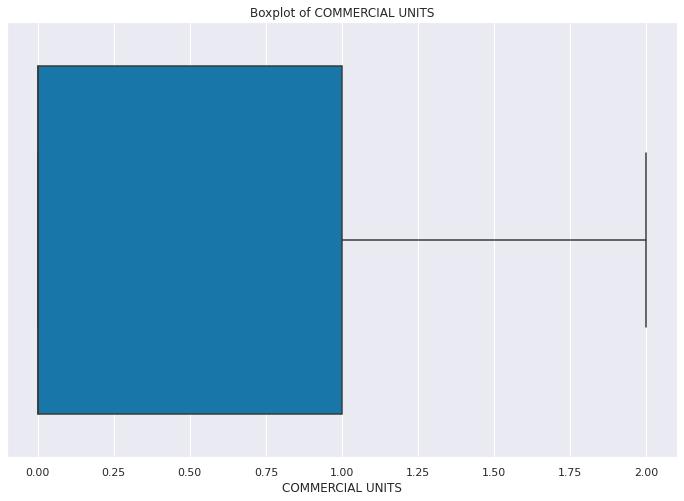 Boxplot of COMMERCIAL UNITS
0.00 0.25 0.50 0.75 1.00 1.25 1.50 1.75 2.00
COMMERCIAL UNITS